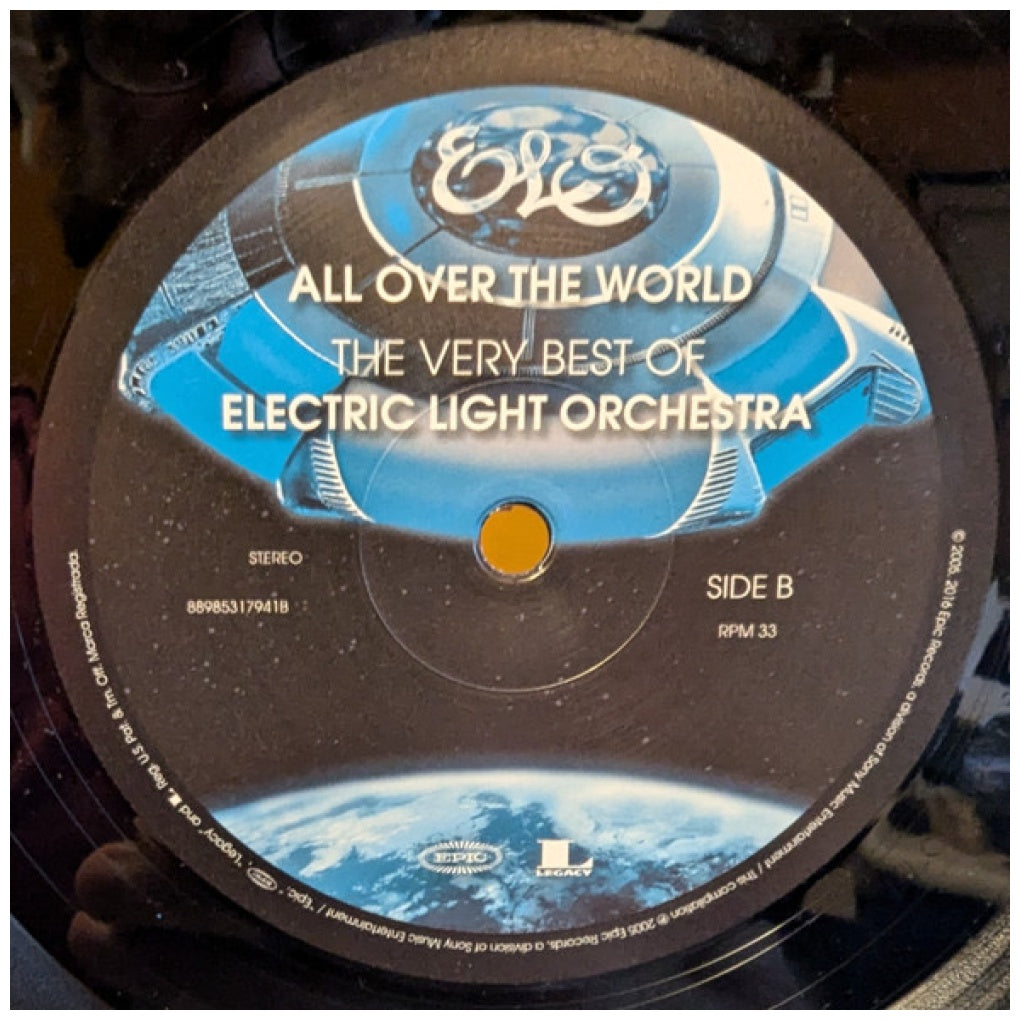 ELO
ALL OVER THE WORLD
THE VERY BEST OF
ELECTRIC LIGHT ORCHESTRA
STEREO
88985317941B
SIDE B
RPM 33
EPIC
L
LEGACY
© 2005, 2016 Epic Records, a division of Sony Music Entertainment / this compilation ℗ 2005 Epic Records, a division of Sony Music Entertainment / "Epic," EPIC, "Legacy" and L, Reg. U.S. Pat. & Tm. Off. Marca Registrada.